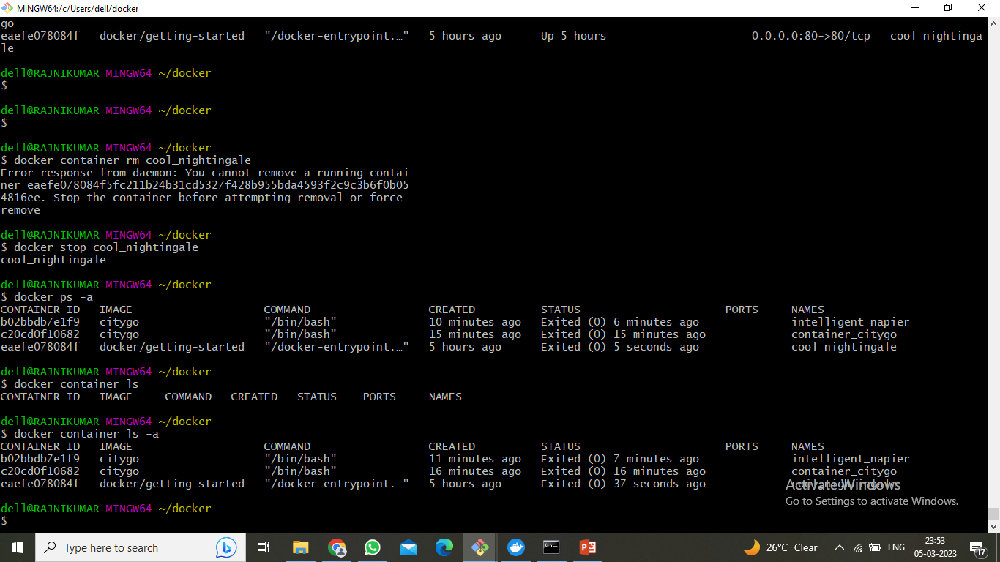 MINGW64:/c/Users/dell/docker
go
eaefe078084f docker/getting-started "/docker-entrypoint.…" 5 hours ago Up 5 hours 0.0.0.0:80->80/tcp cool_nightinga
le
dell@RAJNIKUMAR MINGW64 ~/docker
$
dell@RAJNIKUMAR MINGW64 ~/docker
$
dell@RAJNIKUMAR MINGW64 ~/docker
$ docker container rm cool_nightingale
Error response from daemon: You cannot remove a running contai
ner eaefe078084f5fc211b24b31cd5327f428b955bda4593f2c9c3b6f0b05
4816ee. Stop the container before attempting removal or force
remove
dell@RAJNIKUMAR MINGW64 ~/docker
$ docker stop cool_nightingale
cool_nightingale
dell@RAJNIKUMAR MINGW64 ~/docker
$ docker ps -a
CONTAINER ID IMAGE COMMAND CREATED STATUS PORTS NAMES
b02bbdb7e1f9 citygo "/bin/bash" 10 minutes ago Exited (0) 6 minutes ago intelligent_napier
c20cd0f10682 citygo "/bin/bash" 15 minutes ago Exited (0) 15 minutes ago container_citygo
eaefe078084f docker/getting-started "/docker-entrypoint.…" 5 hours ago Exited (0) 5 seconds ago cool_nightingale
dell@RAJNIKUMAR MINGW64 ~/docker
$ docker container ls
CONTAINER ID IMAGE COMMAND CREATED STATUS PORTS NAMES
dell@RAJNIKUMAR MINGW64 ~/docker
$ docker container ls -a
CONTAINER ID IMAGE COMMAND CREATED STATUS PORTS NAMES
b02bbdb7e1f9 citygo "/bin/bash" 11 minutes ago Exited (0) 7 minutes ago intelligent_napier
c20cd0f10682 citygo "/bin/bash" 16 minutes ago Exited (0) 16 minutes ago container_citygo
eaefe078084f docker/getting-started "/docker-entrypoint.…" 5 hours ago Exited (0) 37 seconds ago cool_nightingale
Activate Windows
Go to Settings to activate Windows.
dell@RAJNIKUMAR MINGW64 ~/docker
$
Type here to search
26°C Clear
ENG
23:53
05-03-2023
17